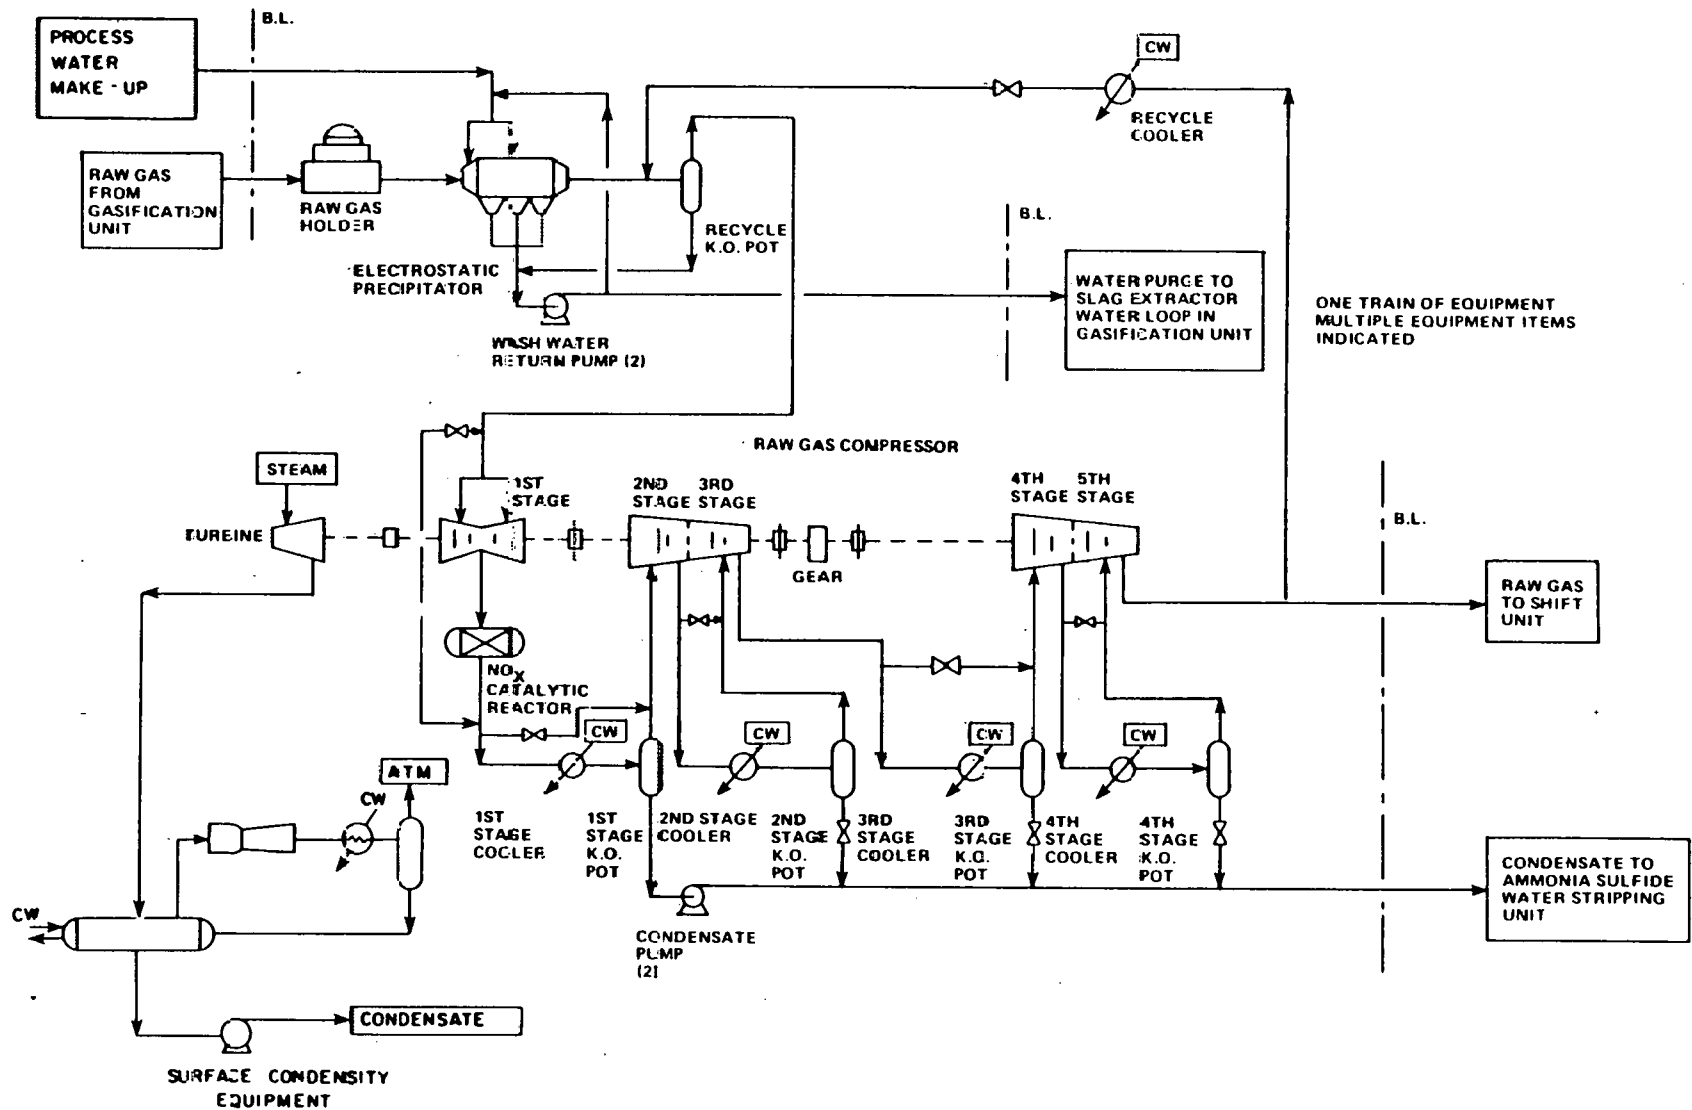 B.L.
PROCESS
WATER
MAKE-UP
CW
RECYCLE
COOLER
RAW GAS
FROM
GASIFICATION
UNIT
RAW GAS
HOLDER
RECYCLE
K.O. POT
B.L.
ELECTROSTATIC
PRECIPITATOR
WATER PURGE TO
SLAG EXTRACTOR
WATER LOOP IN
GASIFICATION UNIT
ONE TRAIN OF EQUIPMENT
MULTIPLE EQUIPMENT ITEMS
INDICATED
WASH WATER
RETURN PUMP (2)
RAW GAS COMPRESSOR
STEAM
1ST
STAGE
2ND
STAGE
3RD
STAGE
4TH
STAGE
5TH
STAGE
B.L.
TURBINE
GEAR
RAW GAS
TO SHIFT
UNIT
NOX
CATALYTIC
REACTOR
CW
CW
CW
CW
ATM
CW
1ST
STAGE
COOLER
1ST
STAGE
K.O.
POT
2ND STAGE
COOLER
2ND
STAGE
K.O.
POT
3RD
STAGE
COOLER
3RD
STAGE
K.O.
POT
4TH
STAGE
COOLER
4TH
STAGE
K.O.
POT
CONDENSATE TO
AMMONIA SULFIDE
WATER STRIPPING
UNIT
CW
CONDENSATE
PUMP
(2)
CONDENSATE
SURFACE CONDENSITY
EQUIPMENT